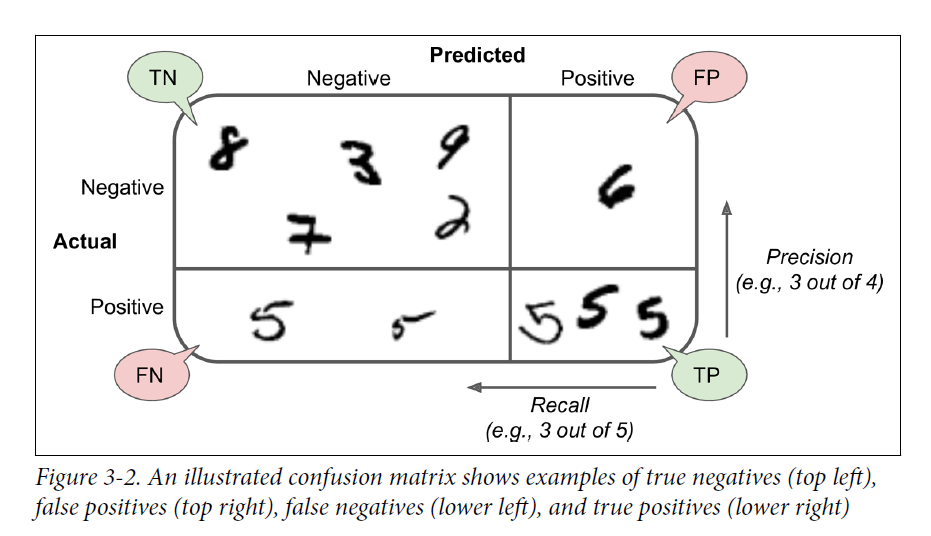 Predicted
TN
Negative
Positive
FP
8
3
9
Negative
6
7
2
Actual
Precision
(e.g., 3 out of 4)
Positive
5
5
5
5
5
FN
TP
Recall
(e.g., 3 out of 5)
Figure 3-2. An illustrated confusion matrix shows examples of true negatives (top left),
false positives (top right), false negatives (lower left), and true positives (lower right)